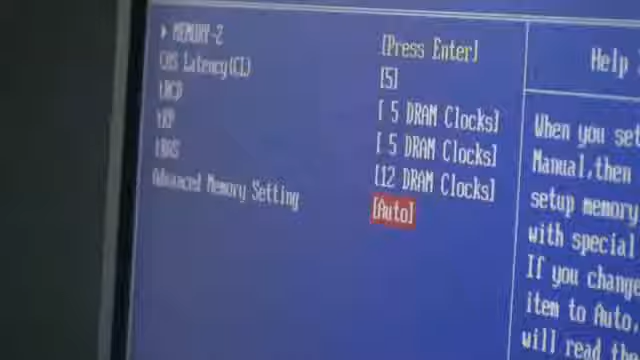 MEMORY-Z [Press Enter]
CAS Latency(CL) [5]
tRCD [ 5 DRAM Clocks]
tRP [ 5 DRAM Clocks]
tRAS [12 DRAM Clocks]
Advanced Memory Setting [Auto]
Help
When you set
Manual,then
setup memory
with special
If you change
item to Auto,
will read the